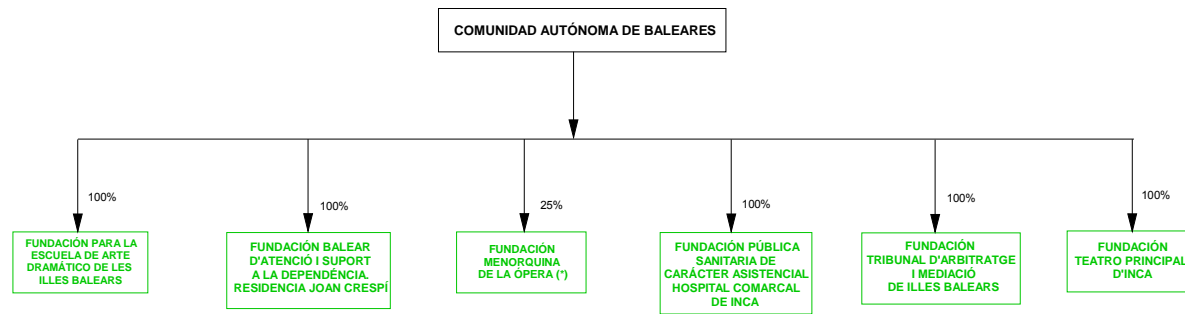 COMUNIDAD AUTÓNOMA DE BALEARES
100%
100%
25%
100%
100%
100%
FUNDACIÓN PARA LA
ESCUELA DE ARTE
DRAMÁTICO DE LES
ILLES BALEARS
FUNDACIÓN BALEAR
D'ATENCIÓ I SUPORT
A LA DEPENDÈNCIA.
RESIDENCIA JOAN CRESPÍ
FUNDACIÓN
MENORQUINA
DE LA ÓPERA (*)
FUNDACIÓN PÚBLICA
SANITARIA DE
CARÁCTER ASISTENCIAL
HOSPITAL COMARCAL
DE INCA
FUNDACIÓN
TRIBUNAL D'ARBITRATGE
I MEDIACIÓ
DE ILLES BALEARS
FUNDACIÓN
TEATRO PRINCIPAL
D'INCA